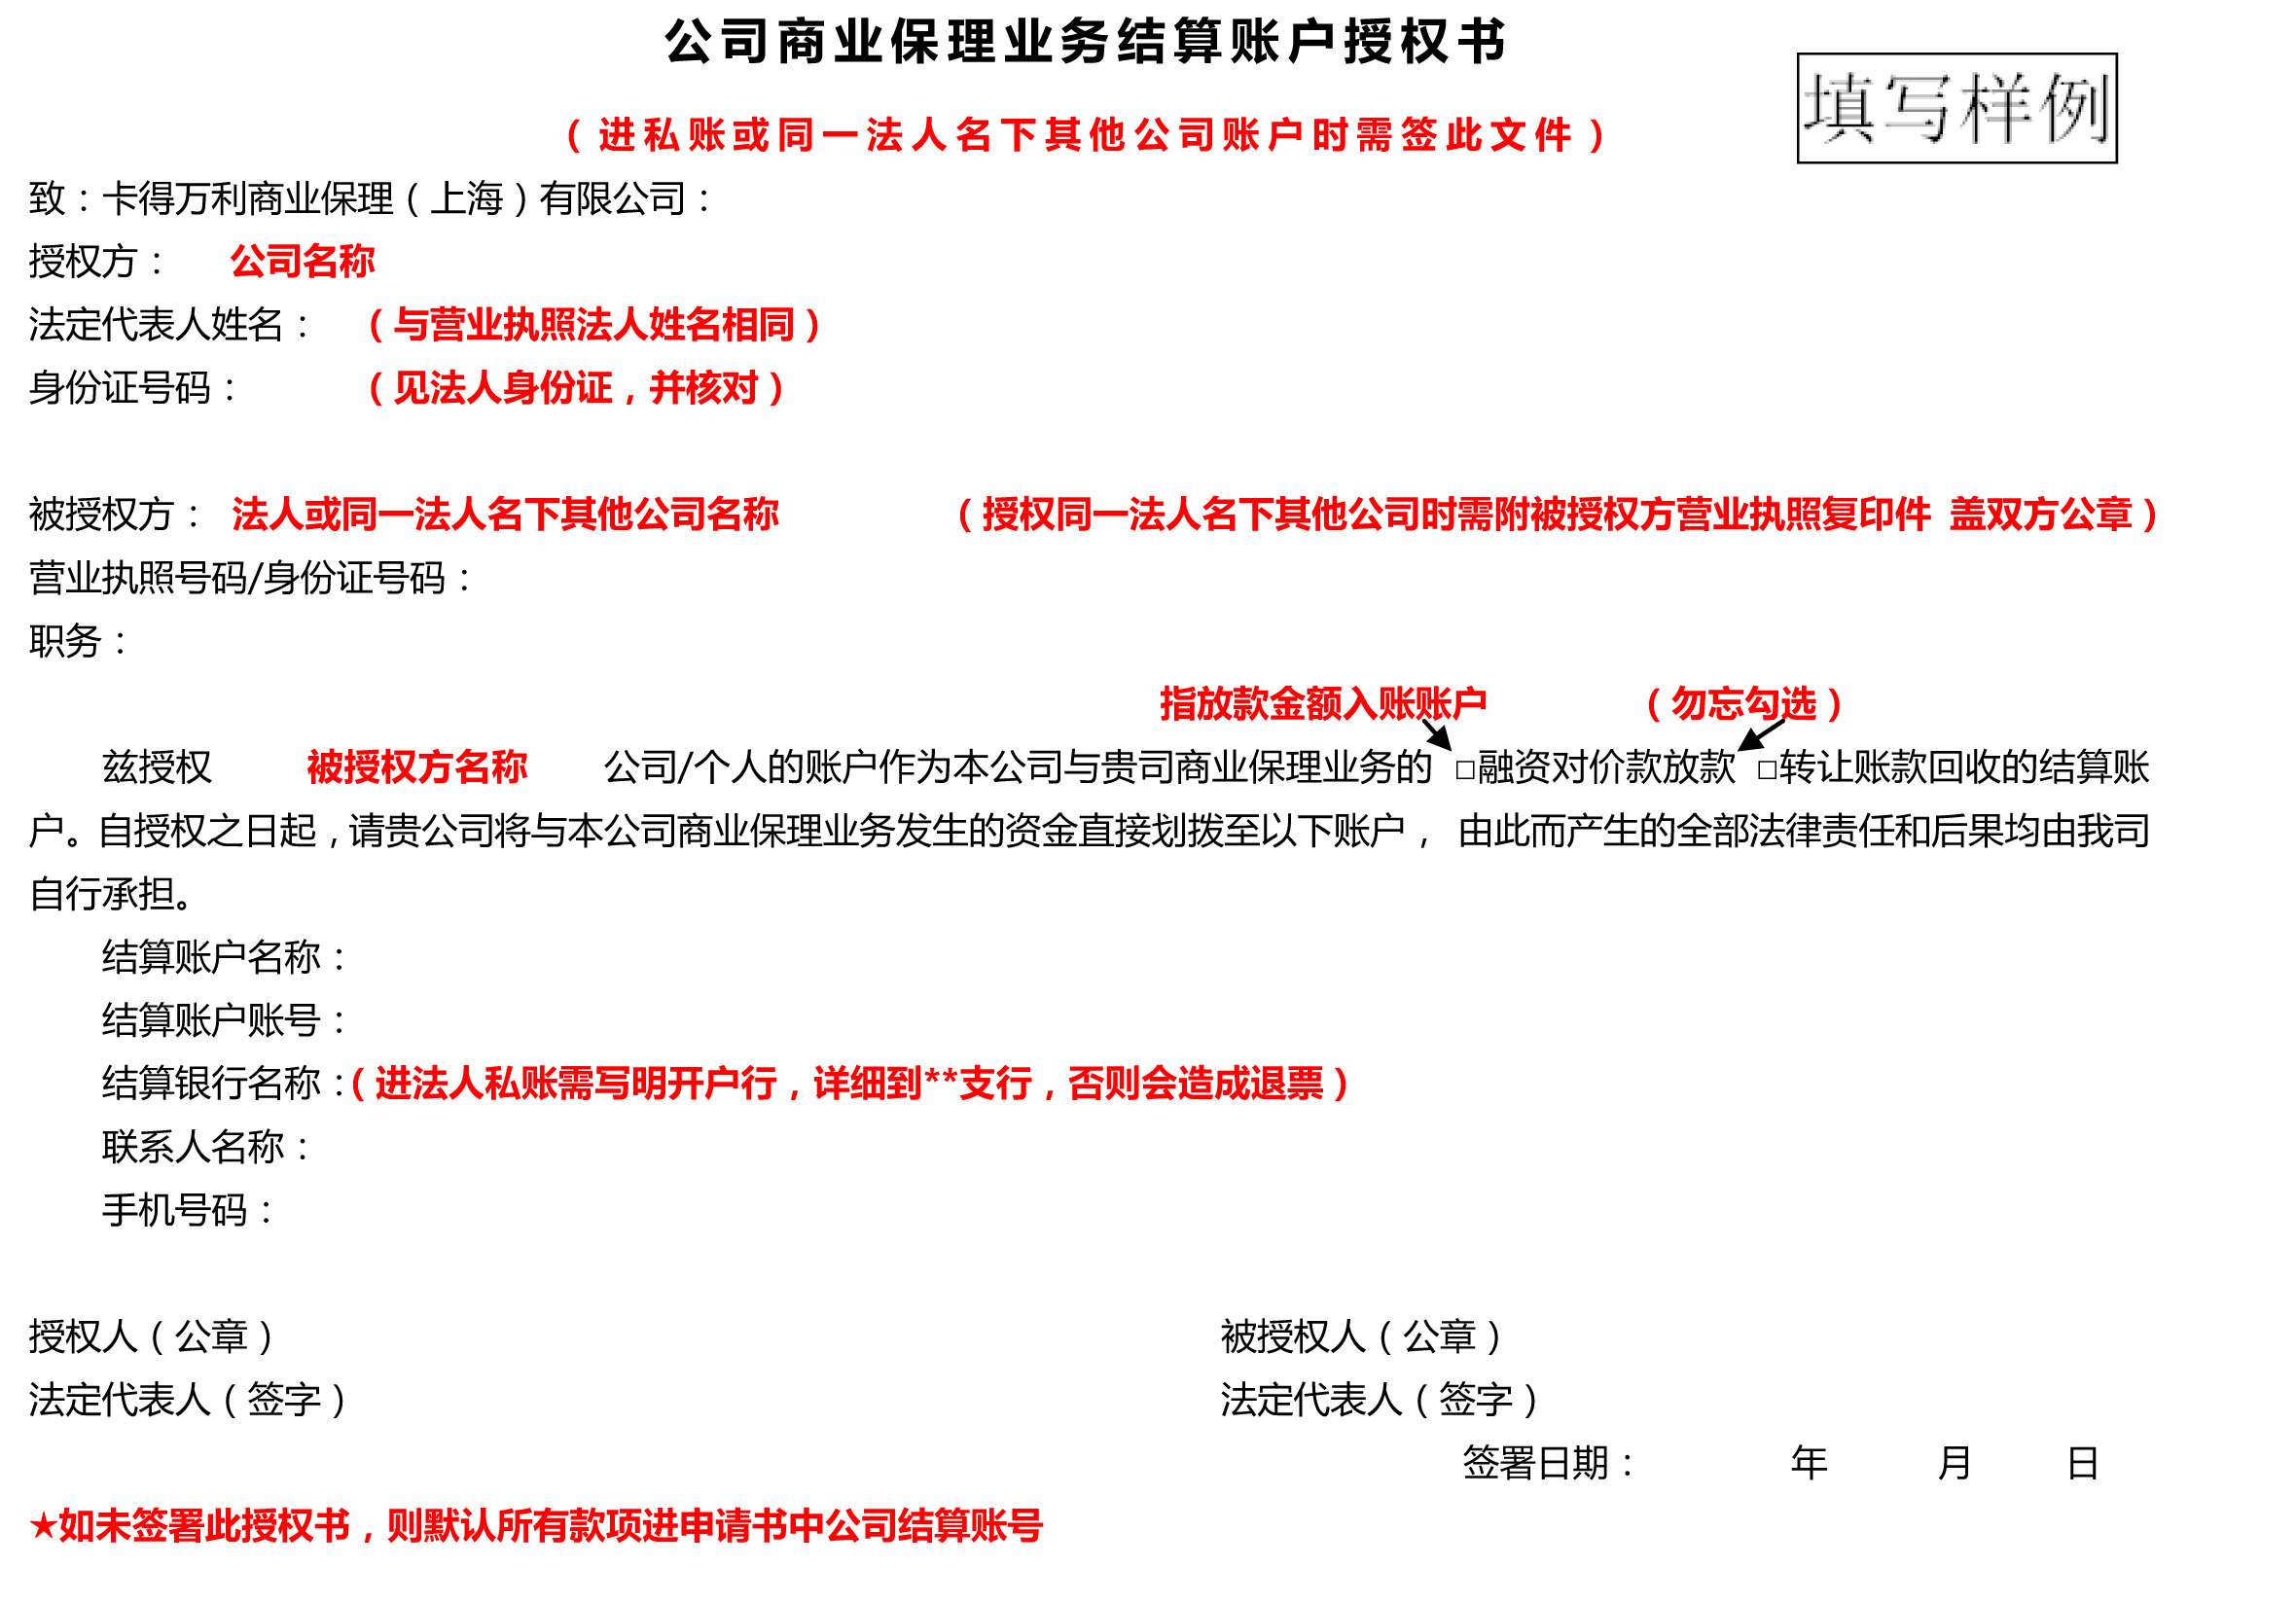 公司商业保理业务结算账户授权书
填写样例
（进私账或同一法人名下其他公司账户时需签此文件）
致：卡得万利商业保理（上海）有限公司：
授权方： 公司名称
法定代表人姓名： （与营业执照法人姓名相同）
身份证号码： （见法人身份证，并核对）
被授权方： 法人或同一法人名下其他公司名称 （授权同一法人名下其他公司时需附被授权方营业执照复印件 盖双方公章）
营业执照号码/身份证号码：
职务：
指放款金额入账账户 （勿忘勾选）
兹授权 被授权方名称 公司/个人的账户作为本公司与贵司商业保理业务的 □融资对价款放款 □转让账款回收的结算账
户。自授权之日起，请贵公司将与本公司商业保理业务发生的资金直接划拨至以下账户， 由此而产生的全部法律责任和后果均由我司
自行承担。
结算账户名称：
结算账户账号：
结算银行名称：（进法人私账需写明开户行，详细到**支行，否则会造成退票）
联系人名称：
手机号码：
授权人（公章） 被授权人（公章）
法定代表人（签字） 法定代表人（签字）
签署日期： 年 月 日
★如未签署此授权书，则默认所有款项进申请书中公司结算账号